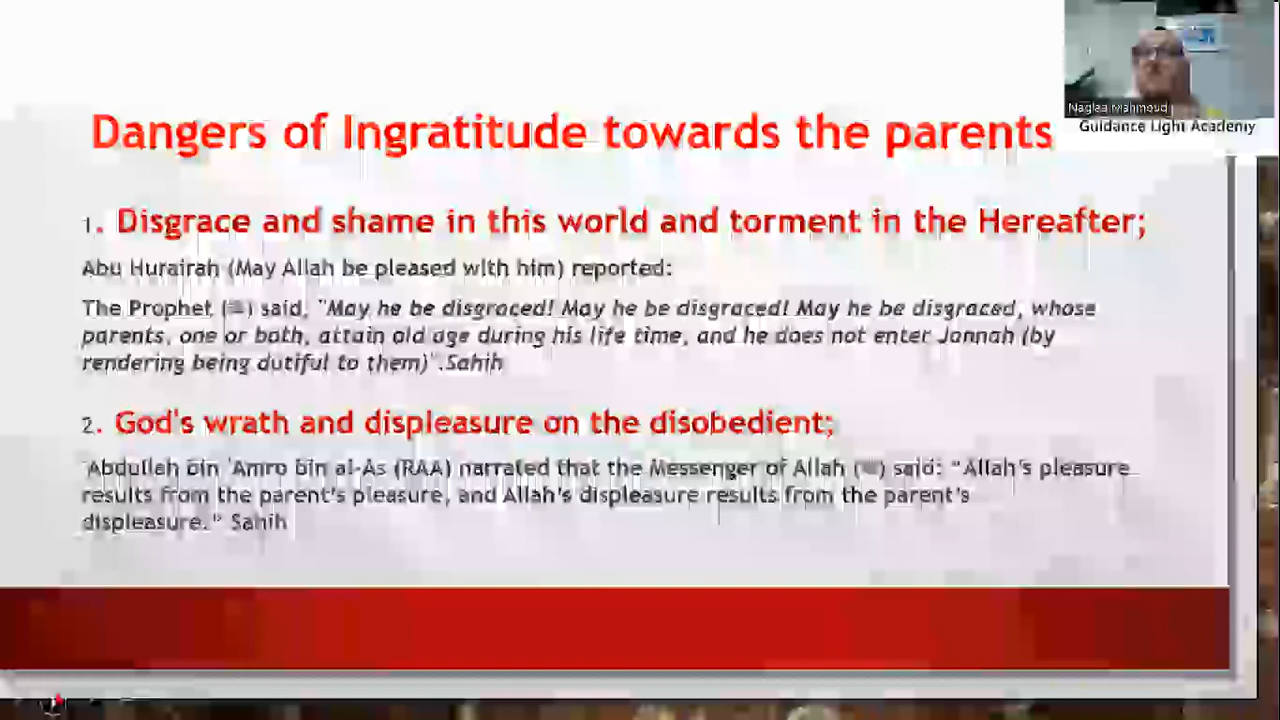 Naglaa Mahmoud
Guidance Light Academy
Dangers of Ingratitude towards the parents
1. Disgrace and shame in this world and torment in the Hereafter;
Abu Hurairah (May Allah be pleased with him) reported:
The Prophet (ﷺ) said, "May he be disgraced! May he be disgraced! May he be disgraced, whose
parents, one or both, attain old age during his life time, and he does not enter Jannah (by
rendering being dutiful to them)".Sahih
2. God's wrath and displeasure on the disobedient;
'Abdullah bin 'Amro bin al-As (RAA) narrated that the Messenger of Allah (ﷺ) said: “Allah's pleasure
results from the parent's pleasure, and Allah's displeasure results from the parent's
displeasure.” Sahih